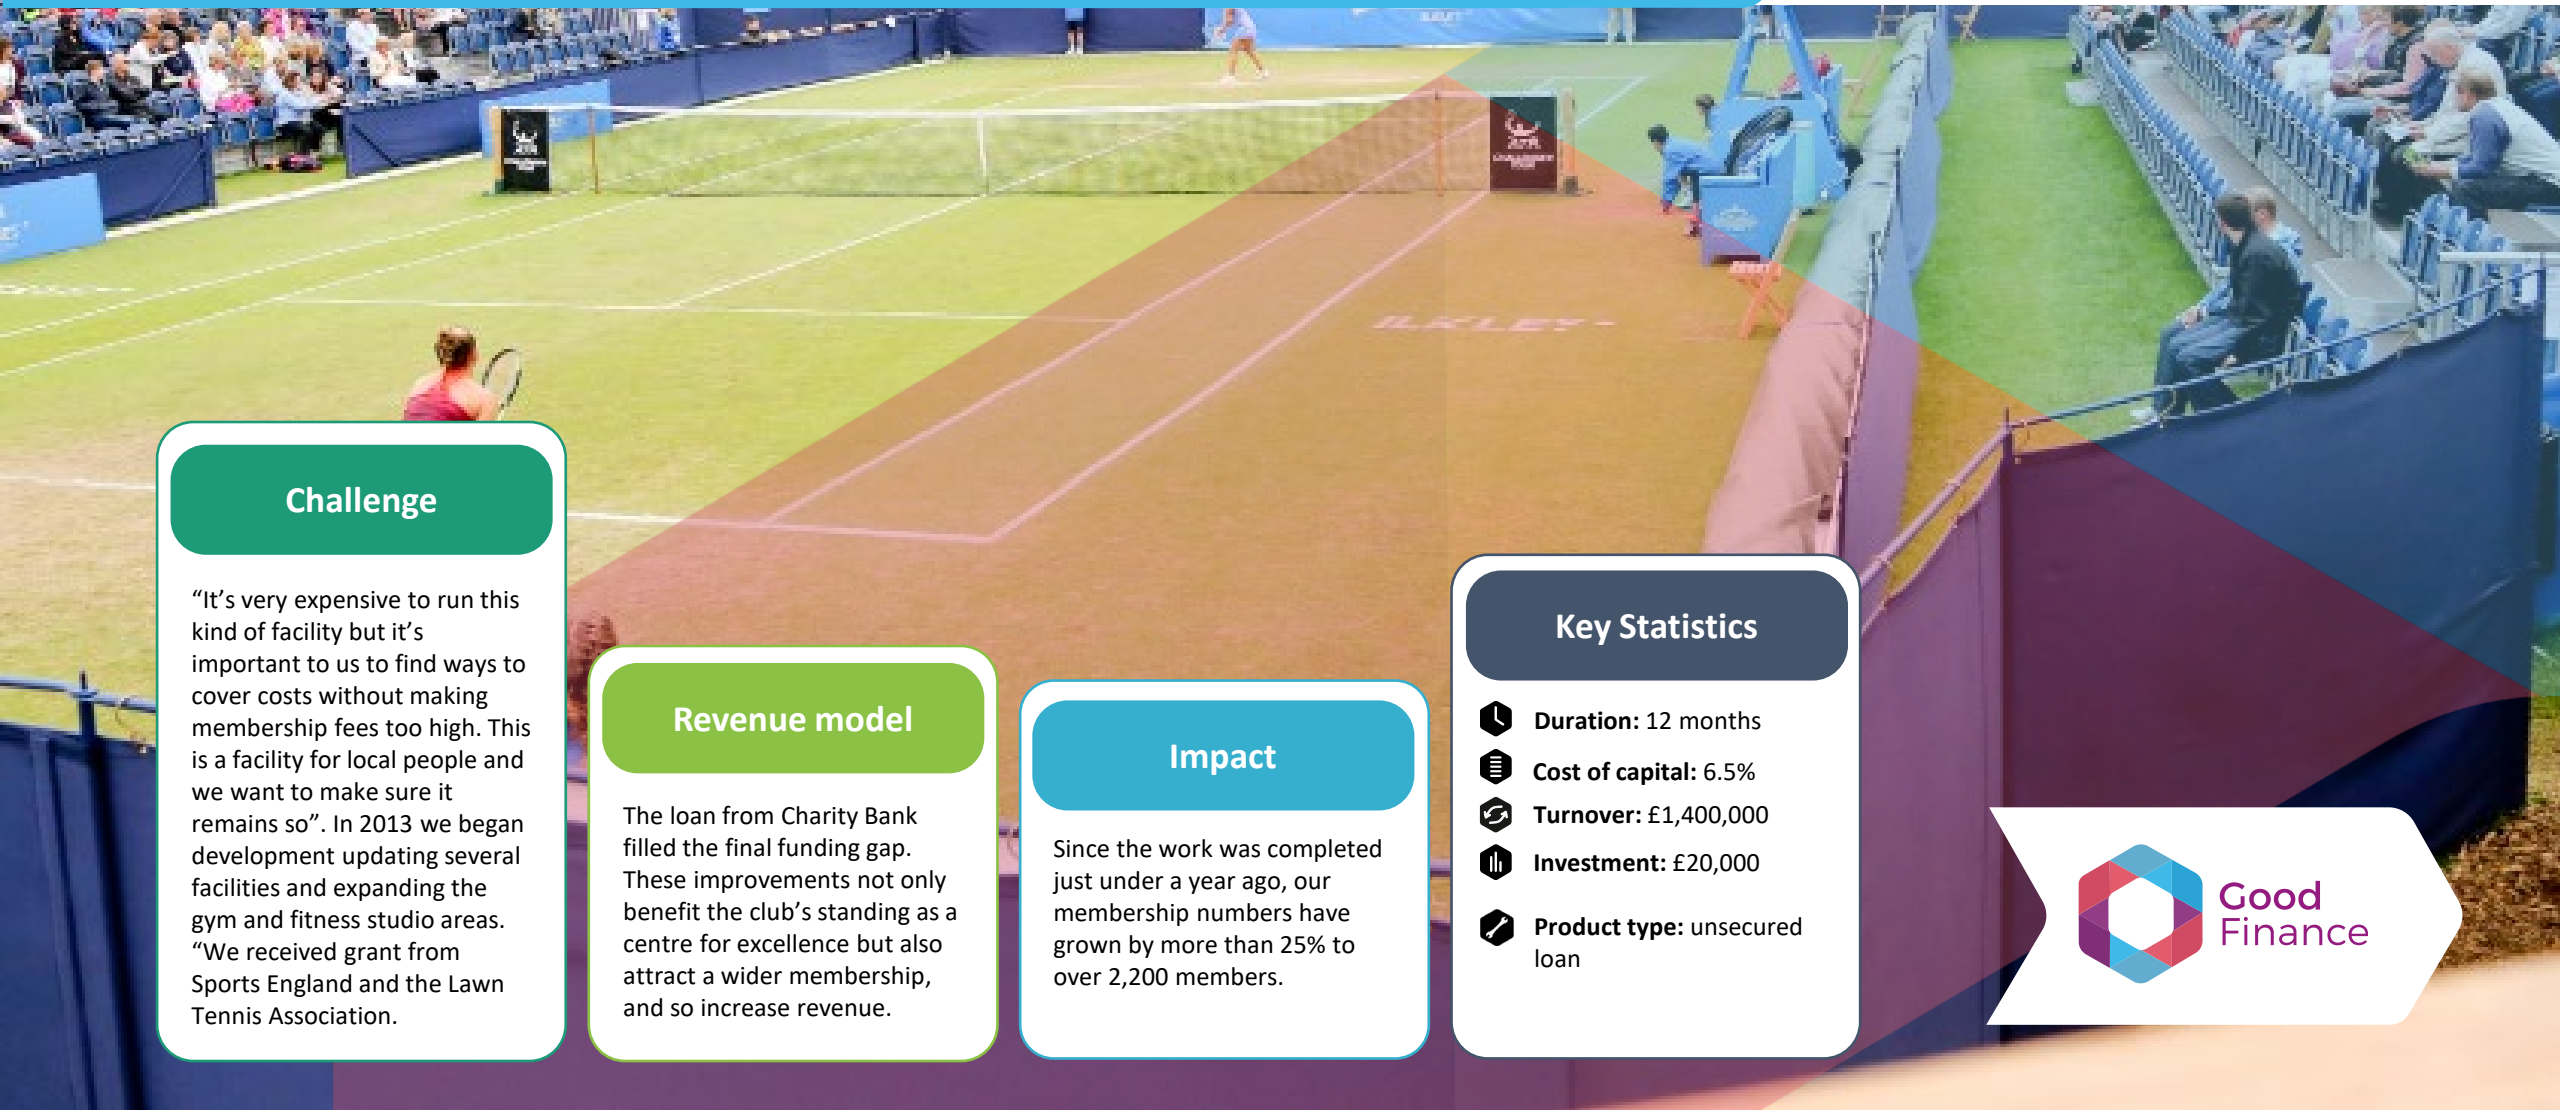 Challenge
“It’s very expensive to run this
kind of facility but it’s
important to us to find ways to
cover costs without making
membership fees too high. This
is a facility for local people and
we want to make sure it
remains so”. In 2013 we began
development updating several
facilities and expanding the
gym and fitness studio areas.
“We received grant from
Sports England and the Lawn
Tennis Association.
Revenue model
The loan from Charity Bank
filled the final funding gap.
These improvements not only
benefit the club’s standing as a
centre for excellence but also
attract a wider membership,
and so increase revenue.
Impact
Since the work was completed
just under a year ago, our
membership numbers have
grown by more than 25% to
over 2,200 members.
Key Statistics
Duration: 12 months
Cost of capital: 6.5%
Turnover: £1,400,000
Investment: £20,000
Product type: unsecured
loan
Good
Finance
ILKLEY